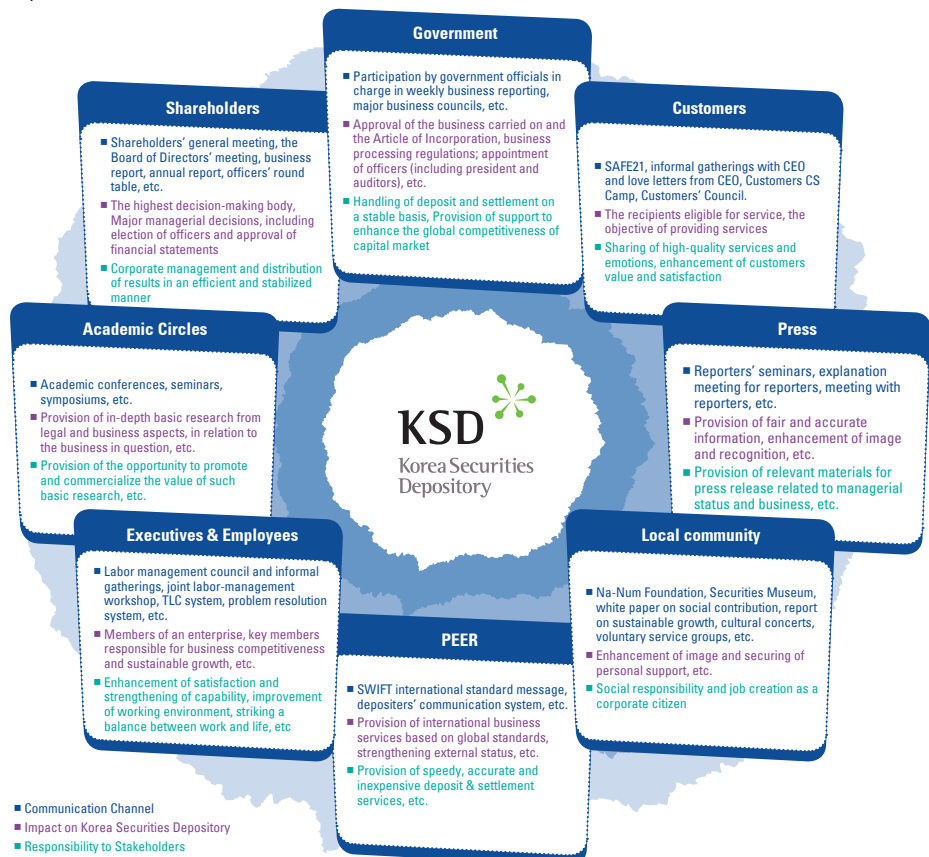 Government
■ Participation by government officials in
charge in weekly business reporting,
major business councils, etc.
■ Approval of the business carried on and
the Article of Incorporation, business
processing regulations; appointment
of officers (including president and
auditors), etc.
■ Handling of deposit and settlement on
a stable basis, Provision of support to
enhance the global competitiveness of
capital market
Shareholders
■ Shareholders' general meeting, the
Board of Directors' meeting, business
report, annual report, officers' round
table, etc.
■ The highest decision-making body,
Major managerial decisions, including
election of officers and approval of
financial statements
■ Corporate management and distribution
of results in an efficient and stabilized
manner
Customers
■ SAFE21, informal gatherings with CEO
and love letters from CEO, Customers CS
Camp, Customers' Council.
■ The recipients eligible for service, the
objective of providing services
■ Sharing of high-quality services and
emotions, enhancement of customers
value and satisfaction
Academic Circles
■ Academic conferences, seminars,
symposiums, etc.
■ Provision of in-depth basic research from
legal and business aspects, in relation to
the business in question, etc.
■ Provision of the opportunity to promote
and commercialize the value of such
basic research, etc.
KSD
Korea Securities
Depository
Press
■ Reporters' seminars, explanation
meeting for reporters, meeting with
reporters, etc.
■ Provision of fair and accurate
information, enhancement of image
and recognition, etc.
■ Provision of relevant materials for
press release related to managerial
status and business, etc.
Executives & Employees
■ Labor management council and informal
gatherings, joint labor-management
workshop, TLC system, problem resolution
system, etc.
■ Members of an enterprise, key members
responsible for business competitiveness
and sustainable growth, etc.
■ Enhancement of satisfaction and
strengthening of capability, improvement
of working environment, striking a
balance between work and life, etc
PEER
■ SWIFT international standard message,
depositers' communication system, etc.
■ Provision of international business
services based on global standards,
strengthening external status, etc.
■ Provision of speedy, accurate and
inexpensive deposit & settlement
services, etc.
Local community
■ Na-Num Foundation, Securities Museum,
white paper on social contribution, report
on sustainable growth, cultural concerts,
voluntary service groups, etc.
■ Enhancement of image and securing of
personal support, etc.
■ Social responsibility and job creation as a
corporate citizen
■ Communication Channel
■ Impact on Korea Securities Depository
■ Responsibility to Stakeholders